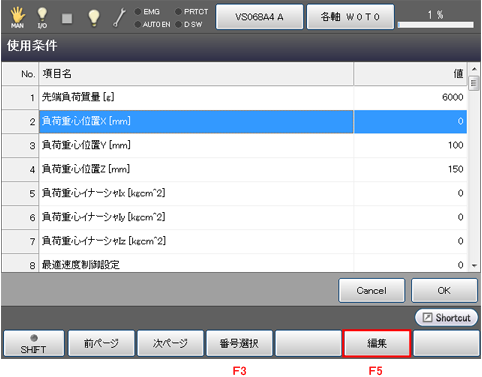 MAN
I/O
EMG
PRTCT
AUTO EN
D SW
VS068A4 A
各軸 W 0 T 0
1 %
使用条件
No. 項目名 値
1 先端負荷質量 [g] 6000
2 負荷重心位置X [mm] 0
3 負荷重心位置Y [mm] 100
4 負荷重心位置Z [mm] 150
5 負荷重心イナーシャIx [kgcm^2] 0
6 負荷重心イナーシャIy [kgcm^2] 0
7 負荷重心イナーシャIz [kgcm^2] 0
8 最適速度制御設定 0
Cancel OK
Shortcut
SHIFT 前ページ 次ページ 番号選択 編集
F3 F5